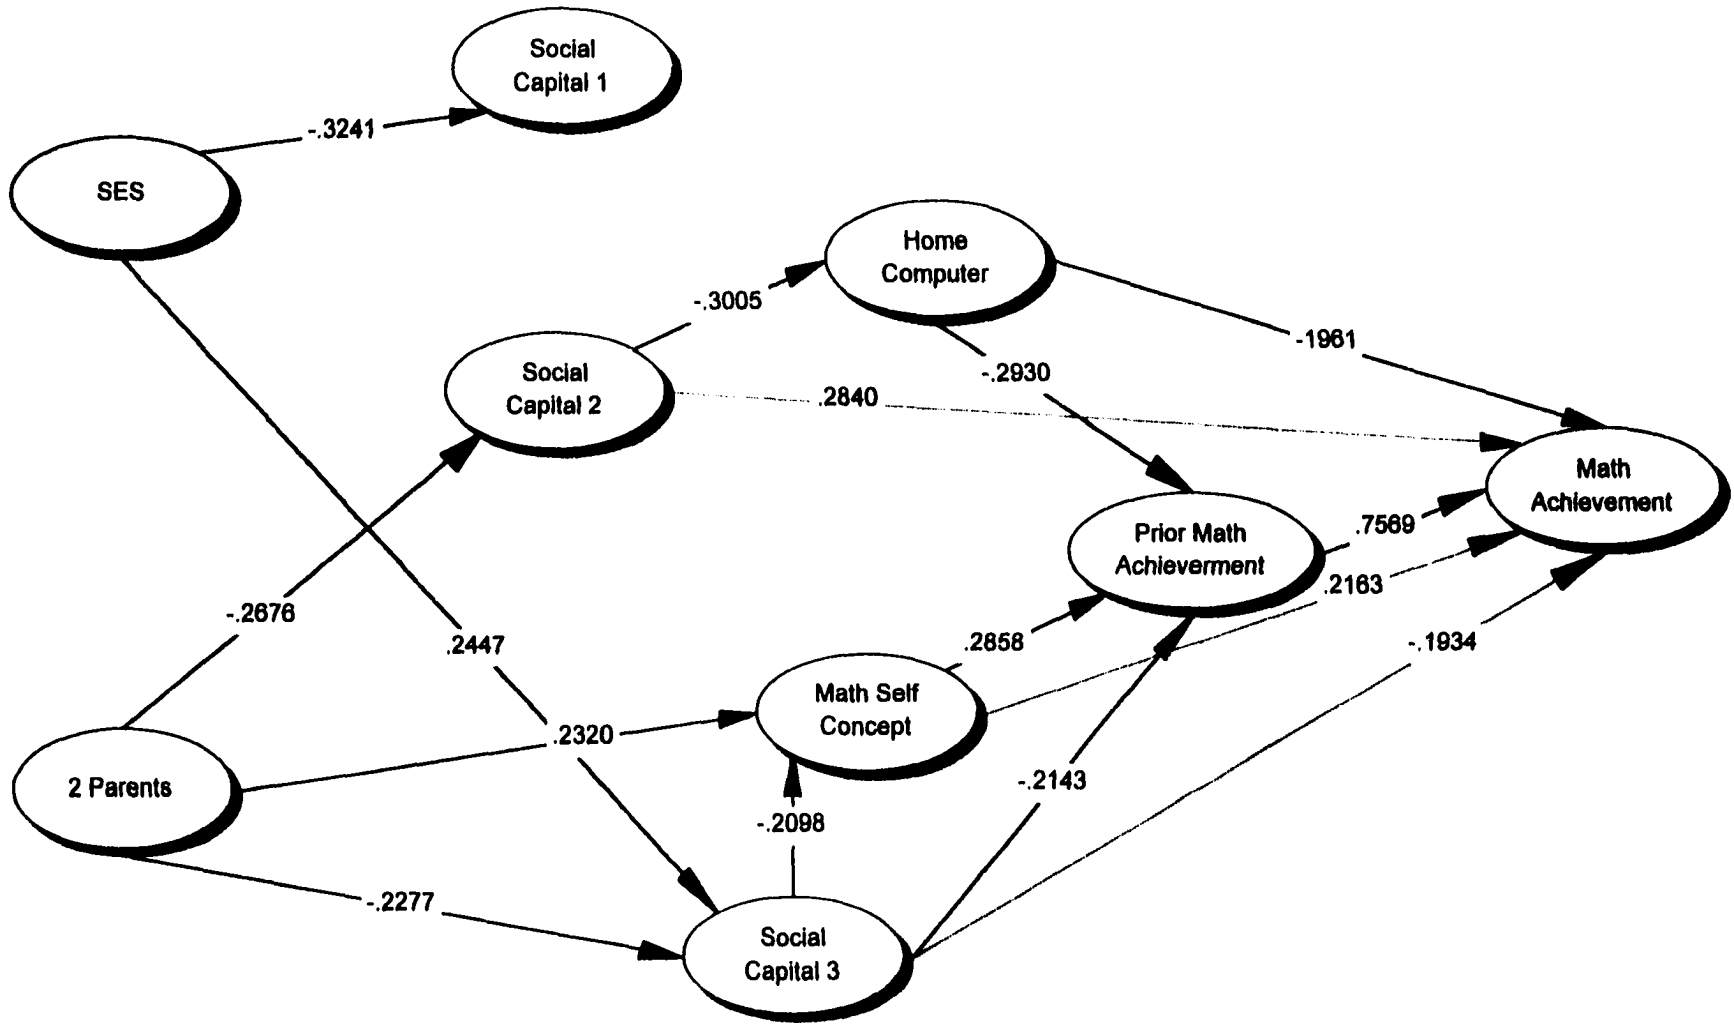 Social
Capital 1
-.3241
SES
Home
Computer
-.3005
-1961
Social
Capital 2
-.2930
.2840
Math
Achievement
Prior Math
Achieverment
.7569
.2163
-.2676
.2447
.2858
-.1934
Math Self
Concept
.2320
2 Parents
-.2143
-.2098
-.2277
Social
Capital 3